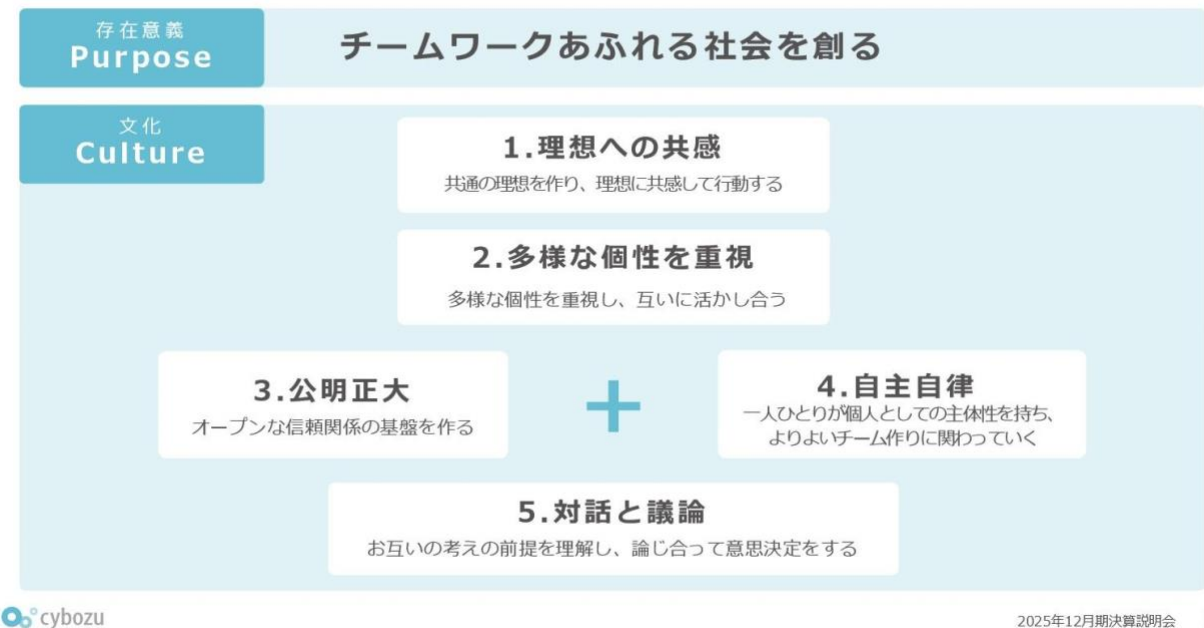 存在意義
Purpose
チームワークあふれる社会を創る
文化
Culture
1.理想への共感
共通の理想を作り、理想に共感して行動する
2.多様な個性を重視
多様な個性を重視し、互いに活かし合う
3.公明正大
オープンな信頼関係の基盤を作る
+
4.自主自律
一人ひとりが個人としての主体性を持ち、
よりよいチーム作りに関わっていく
5.対話と議論
お互いの考えの前提を理解し、論じ合って意思決定をする
cybozu
2025年12月期決算説明会